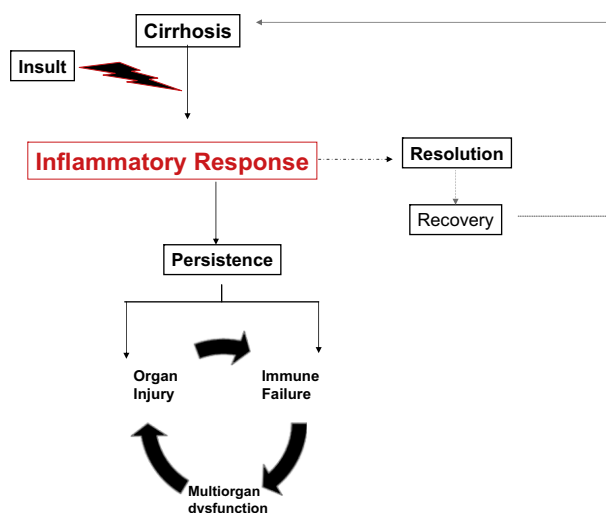 Cirrhosis
Insult
Inflammatory Response
Resolution
Recovery
Persistence
Organ
Injury
Immune
Failure
Multiorgan
dysfunction